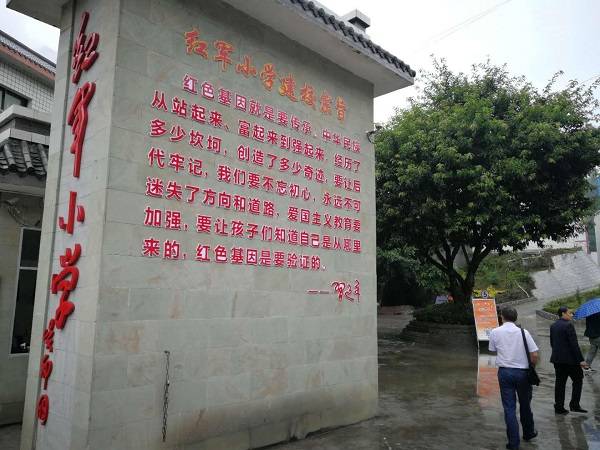 红军小学
红军小学建校宗旨
红色基因就是要传承。中华民族
从站起来、富起来到强起来，经历了
多少坎坷，创造了多少奇迹，要让后
代牢记，我们要不忘初心，永远不可
迷失了方向和道路，爱国主义教育要
加强，要让孩子们知道自己是从哪里
来的，红色基因是要验证的。